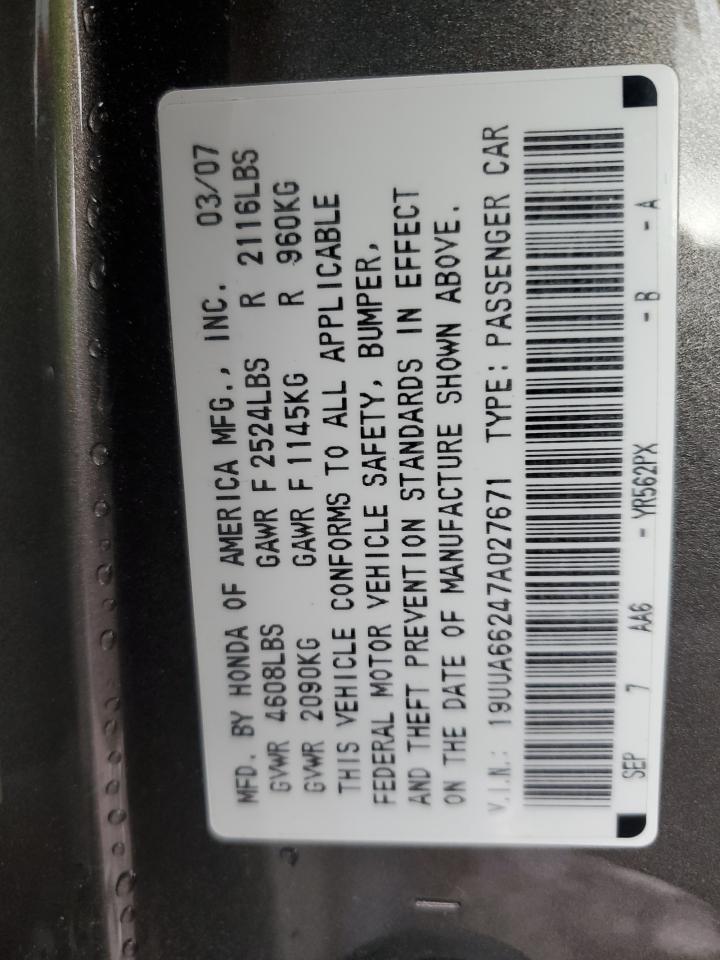 MFD. BY HONDA OF AMERICA MFG., INC. 03/07
GVWR 4608LBS GAWR F 2524LBS R 2116LBS
GVWR 2090KG GAWR F 1145KG R 960KG
THIS VEHICLE CONFORMS TO ALL APPLICABLE
FEDERAL MOTOR VEHICLE SAFETY, BUMPER,
AND THEFT PREVENTION STANDARDS IN EFFECT
ON THE DATE OF MANUFACTURE SHOWN ABOVE.
V.I.N.: 19UUA66247A027671 TYPE: PASSENGER CAR
SEP 7 AA6 - YR562PX - B - A